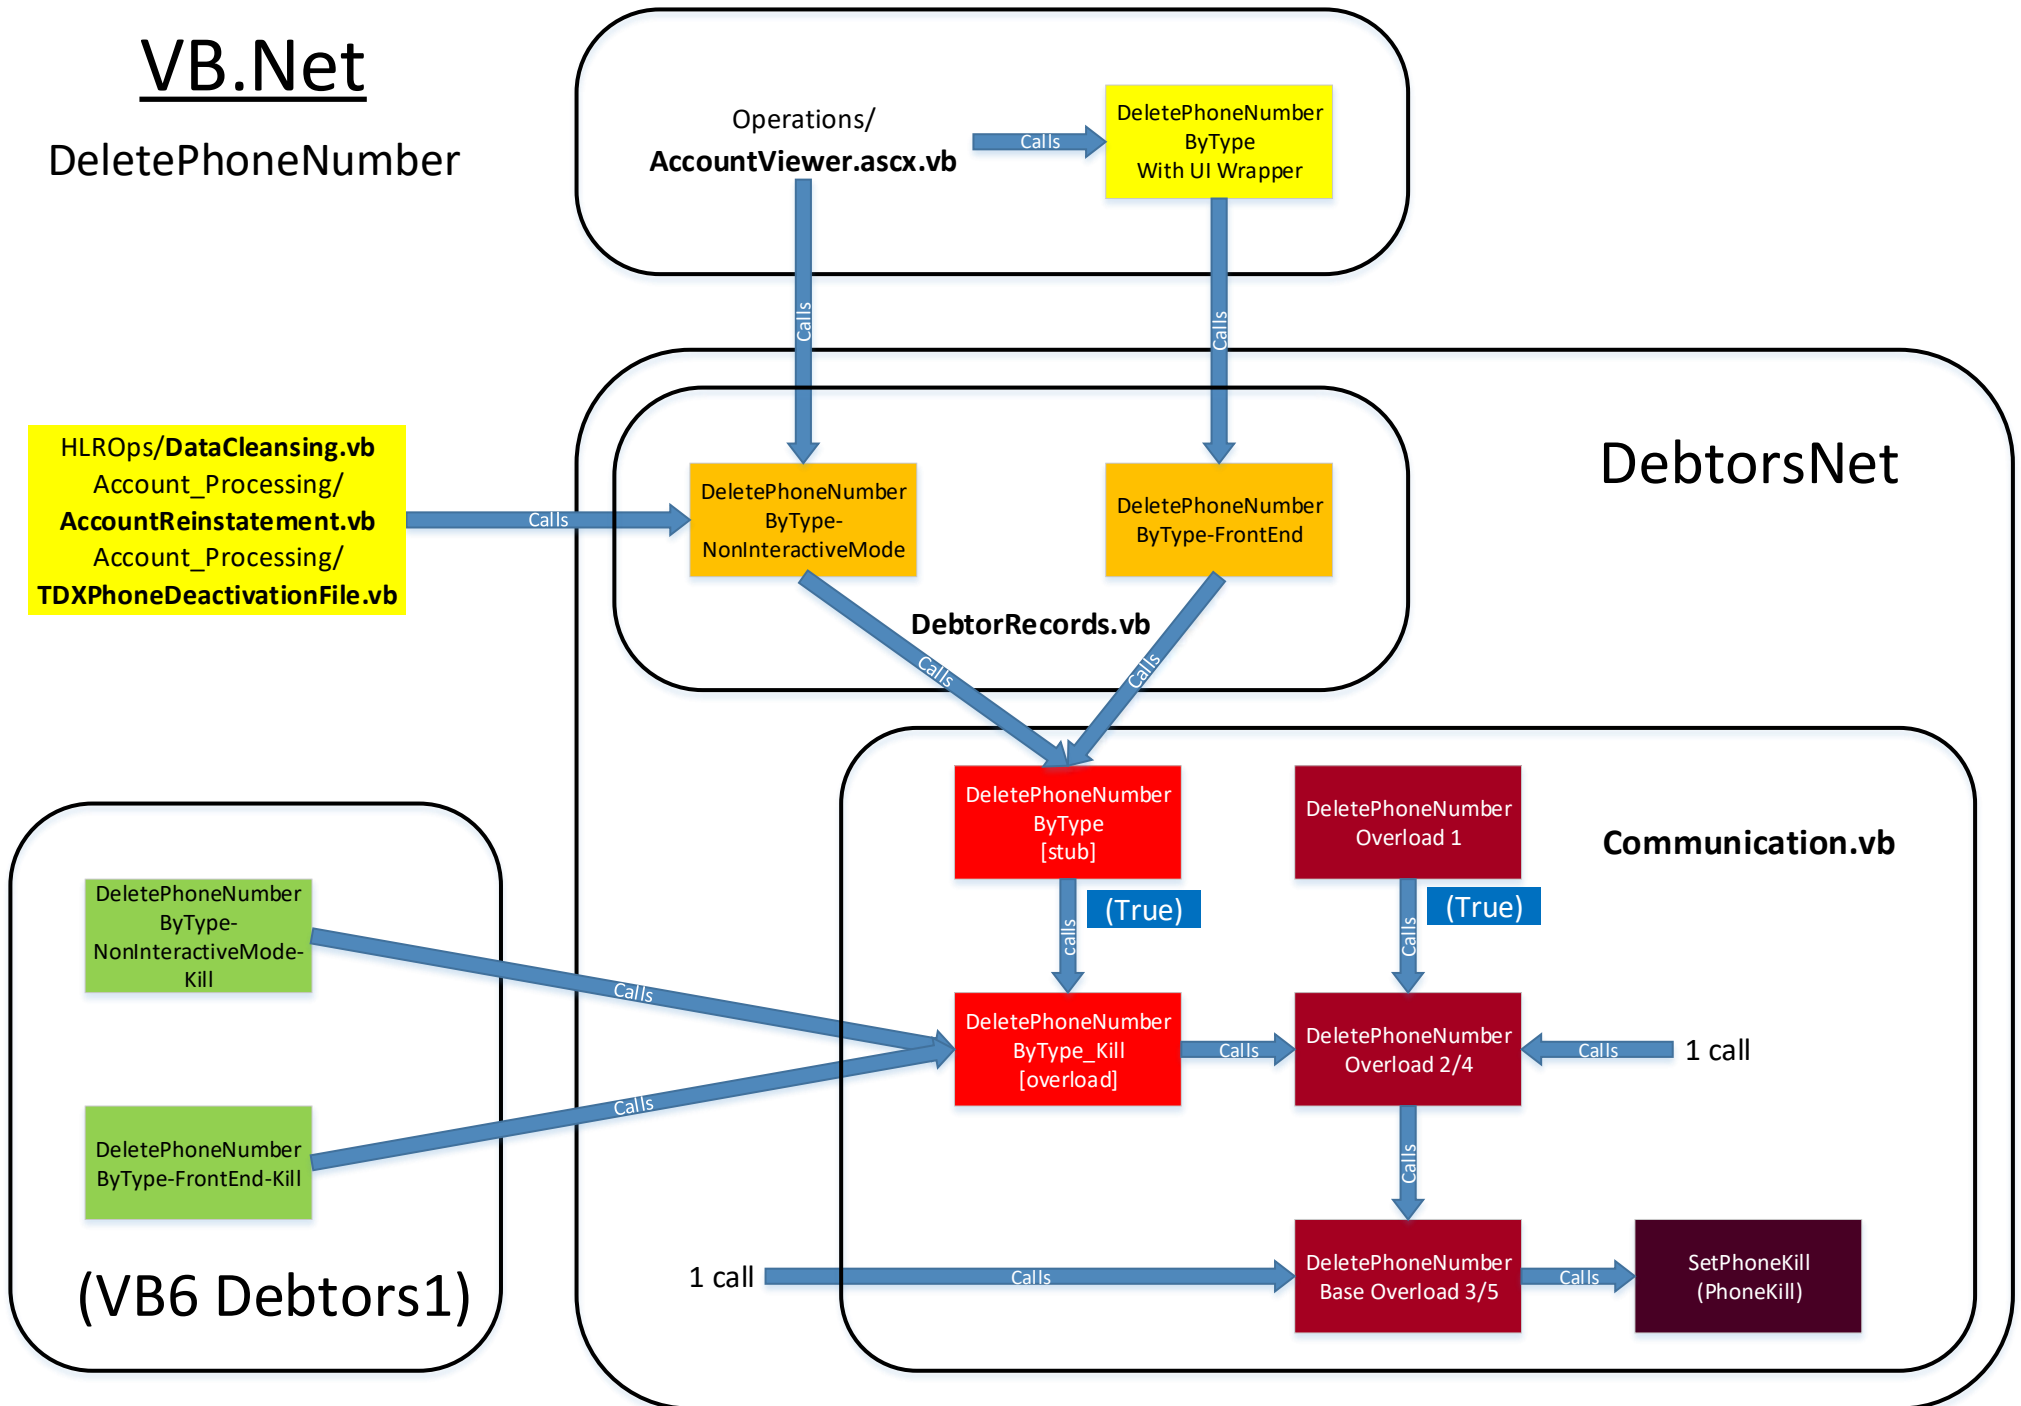 VB.Net
DeletePhoneNumber
Operations/
AccountViewer.ascx.vb
Calls
DeletePhoneNumber
ByType
With UI Wrapper
Calls
Calls
DebtorsNet
HLROps/DataCleansing.vb
Account_Processing/
AccountReinstatement.vb
Account_Processing/
TDXPhoneDeactivationFile.vb
Calls
DeletePhoneNumber
ByType-
NonInteractiveMode
DeletePhoneNumber
ByType-FrontEnd
DebtorRecords.vb
Calls
Calls
DeletePhoneNumber
ByType
[stub]
DeletePhoneNumber
Overload 1
Communication.vb
calls
(True)
Calls
(True)
DeletePhoneNumber
ByType-
NonInteractiveMode-
Kill
Calls
DeletePhoneNumber
ByType_Kill
[overload]
Calls
DeletePhoneNumber
Overload 2/4
Calls
1 call
DeletePhoneNumber
ByType-FrontEnd-Kill
Calls
Calls
(VB6 Debtors1)
1 call
Calls
DeletePhoneNumber
Base Overload 3/5
Calls
SetPhoneKill
(PhoneKill)